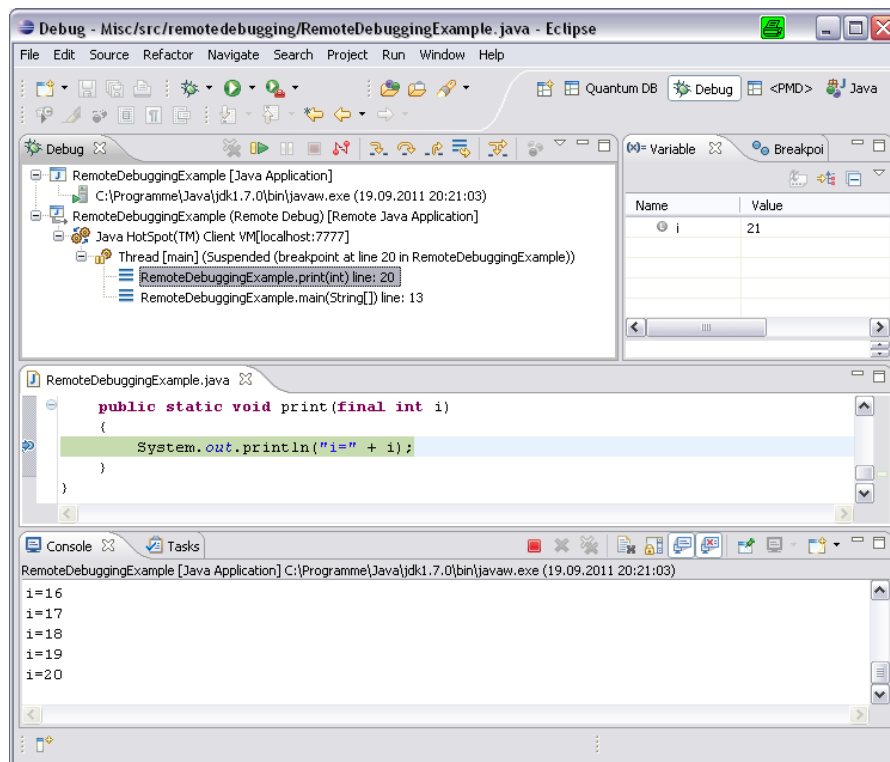 Debug - Misc/src/remotedebugging/RemoteDebuggingExample.java - Eclipse
File Edit Source Refactor Navigate Search Project Run Window Help
Quantum DB Debug <PMD> Java
Debug
RemoteDebuggingExample [Java Application]
C:\Programme\Java\jdk1.7.0\bin\javaw.exe (19.09.2011 20:21:03)
RemoteDebuggingExample (Remote Debug) [Remote Java Application]
Java HotSpot(TM) Client VM[localhost:7777]
Thread [main] (Suspended (breakpoint at line 20 in RemoteDebuggingExample))
RemoteDebuggingExample.print(int) line: 20
RemoteDebuggingExample.main(String[]) line: 13
(x)= Variable Breakpoi
Name Value
i 21
RemoteDebuggingExample.java
public static void print(final int i)
{
System.out.println("i=" + i);
}
}
Console Tasks
RemoteDebuggingExample [Java Application] C:\Programme\Java\jdk1.7.0\bin\javaw.exe (19.09.2011 20:21:03)
i=16
i=17
i=18
i=19
i=20